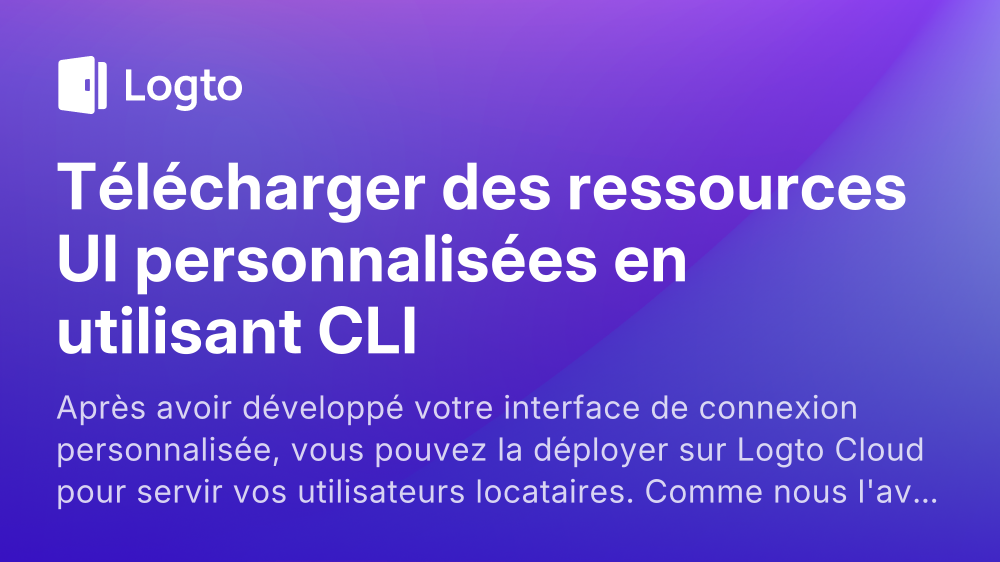 Logto
Télécharger des ressources
UI personnalisées en
utilisant CLI
Après avoir développé votre interface de connexion
personnalisée, vous pouvez la déployer sur Logto Cloud
pour servir vos utilisateurs locataires. Comme nous l'av...